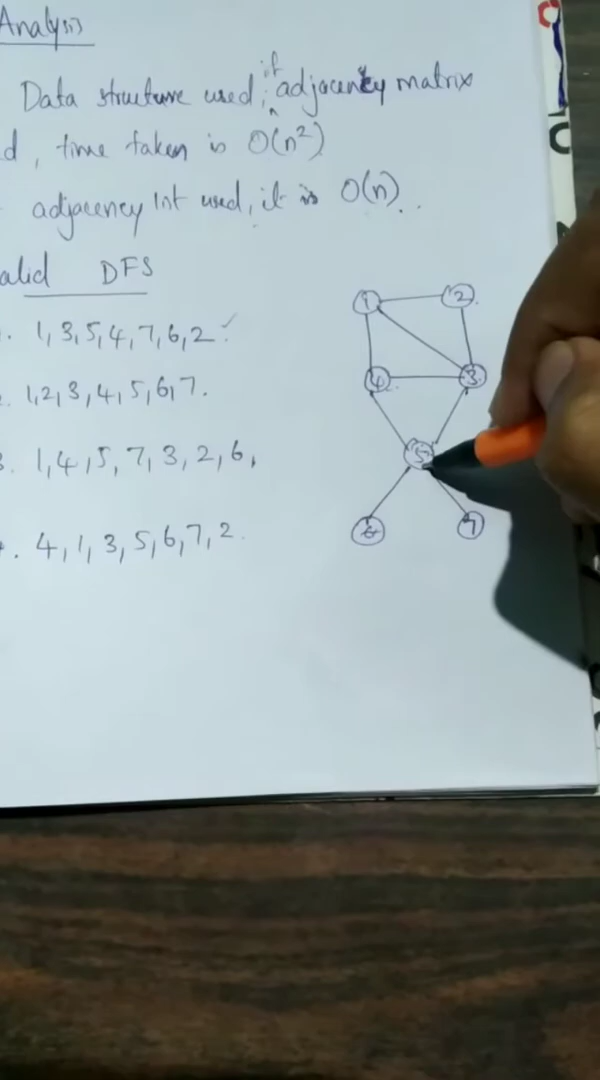 Analysis
Data structure used, if adjacency matrix
d, time taken is O(n²)
adjacency list used, it is O(n).
alid DFS
1, 3, 5, 4, 7, 6, 2 ✓
1, 2, 3, 4, 5, 6, 7.
3. 1, 4, 5, 7, 3, 2, 6,
4, 1, 3, 5, 6, 7, 2.
1 2
4 3
5
6 7